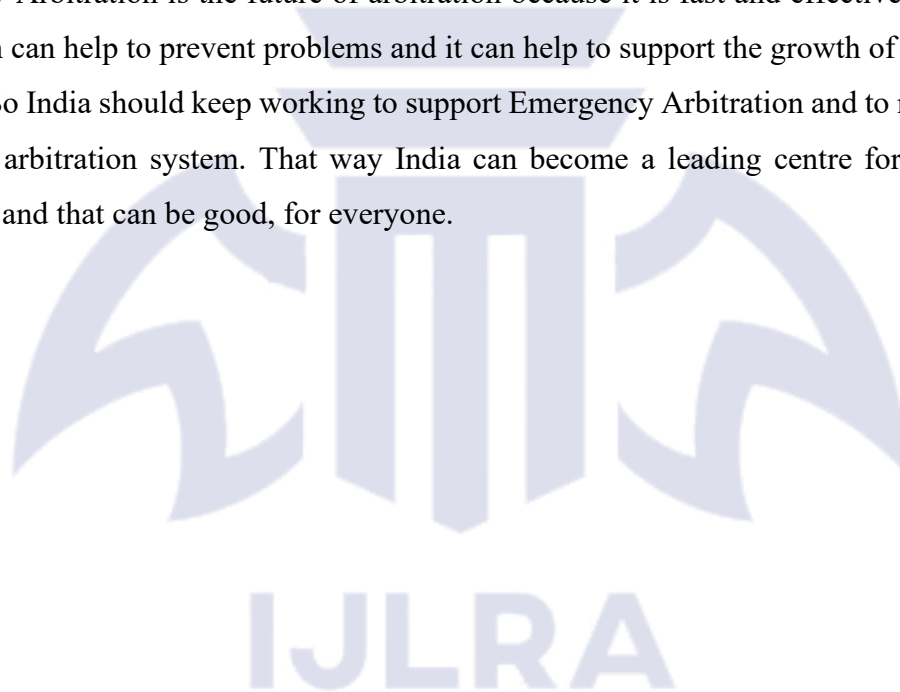 Arbitration is the future of arbitration because it is fast and effective
can help to prevent problems and it can help to support the growth of
So India should keep working to support Emergency Arbitration and to
arbitration system. That way India can become a leading centre for
and that can be good, for everyone.
IJLRA